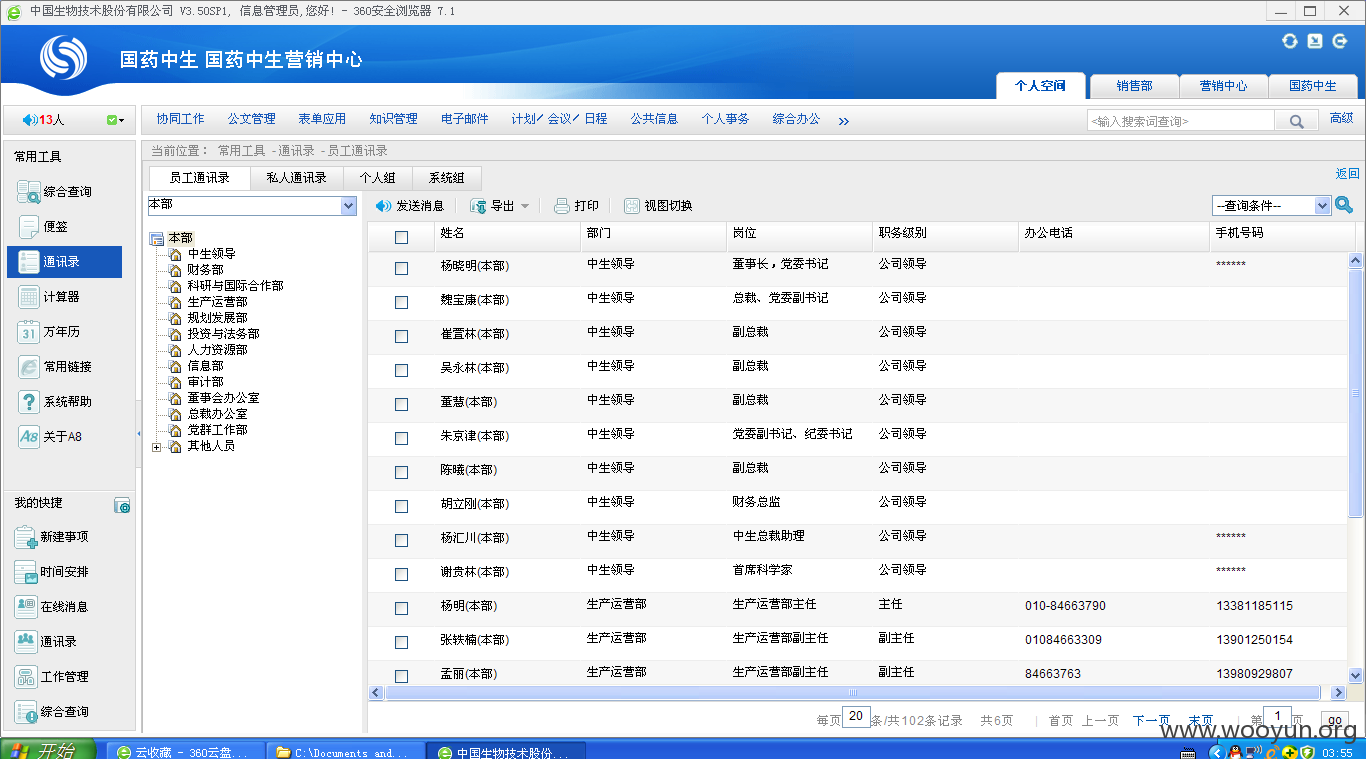 中国生物技术股份有限公司 V3.50SP1, 信息管理员,您好! - 360安全浏览器 7.1
国药中生 国药中生营销中心
个人空间 销售部 营销中心 国药中生
13人 协同工作 公文管理 表单应用 知识管理 电子邮件 计划/会议/日程 公共信息 个人事务 综合办公 » <输入搜索词查询> 高级
常用工具
综合查询
便签
通讯录
计算器
31 万年历
常用链接
? 系统帮助
A8 关于A8
我的快捷
新建事项
时间安排
在线消息
通讯录
工作管理
综合查询
当前位置: 常用工具 - 通讯录 - 员工通讯录
员工通讯录 私人通讯录 个人组 系统组 返回
本部
本部
中生领导
财务部
科研与国际合作部
生产运营部
规划发展部
投资与法务部
人力资源部
信息部
审计部
董事会办公室
总裁办公室
党群工作部
其他人员
发送消息 导出 打印 视图切换 --查询条件--
姓名 部门 岗位 职务级别 办公电话 手机号码
杨晓明(本部) 中生领导 董事长，党委书记 公司领导 ******
魏宝康(本部) 中生领导 总裁、党委副书记 公司领导
崔萱林(本部) 中生领导 副总裁 公司领导
吴永林(本部) 中生领导 副总裁 公司领导
董慧(本部) 中生领导 副总裁 公司领导
朱京津(本部) 中生领导 党委副书记、纪委书记 公司领导
陈曦(本部) 中生领导 副总裁 公司领导
胡立刚(本部) 中生领导 财务总监 公司领导
杨汇川(本部) 中生领导 中生总裁助理 公司领导 ******
谢贵林(本部) 中生领导 首席科学家 公司领导 ******
杨明(本部) 生产运营部 生产运营部主任 主任 010-84663790 13381185115
张轶楠(本部) 生产运营部 生产运营部副主任 副主任 01084663309 13901250154
孟丽(本部) 生产运营部 生产运营部副主任 副主任 84663763 13980929807
每页 20 条/共102条记录 共6页 | 首页 上一页 下一页 末页 | 第 1 页 go
www.wooyun.org
开始 云收藏 - 360云盘... C:\Documents and... 中国生物技术股份... 03:55